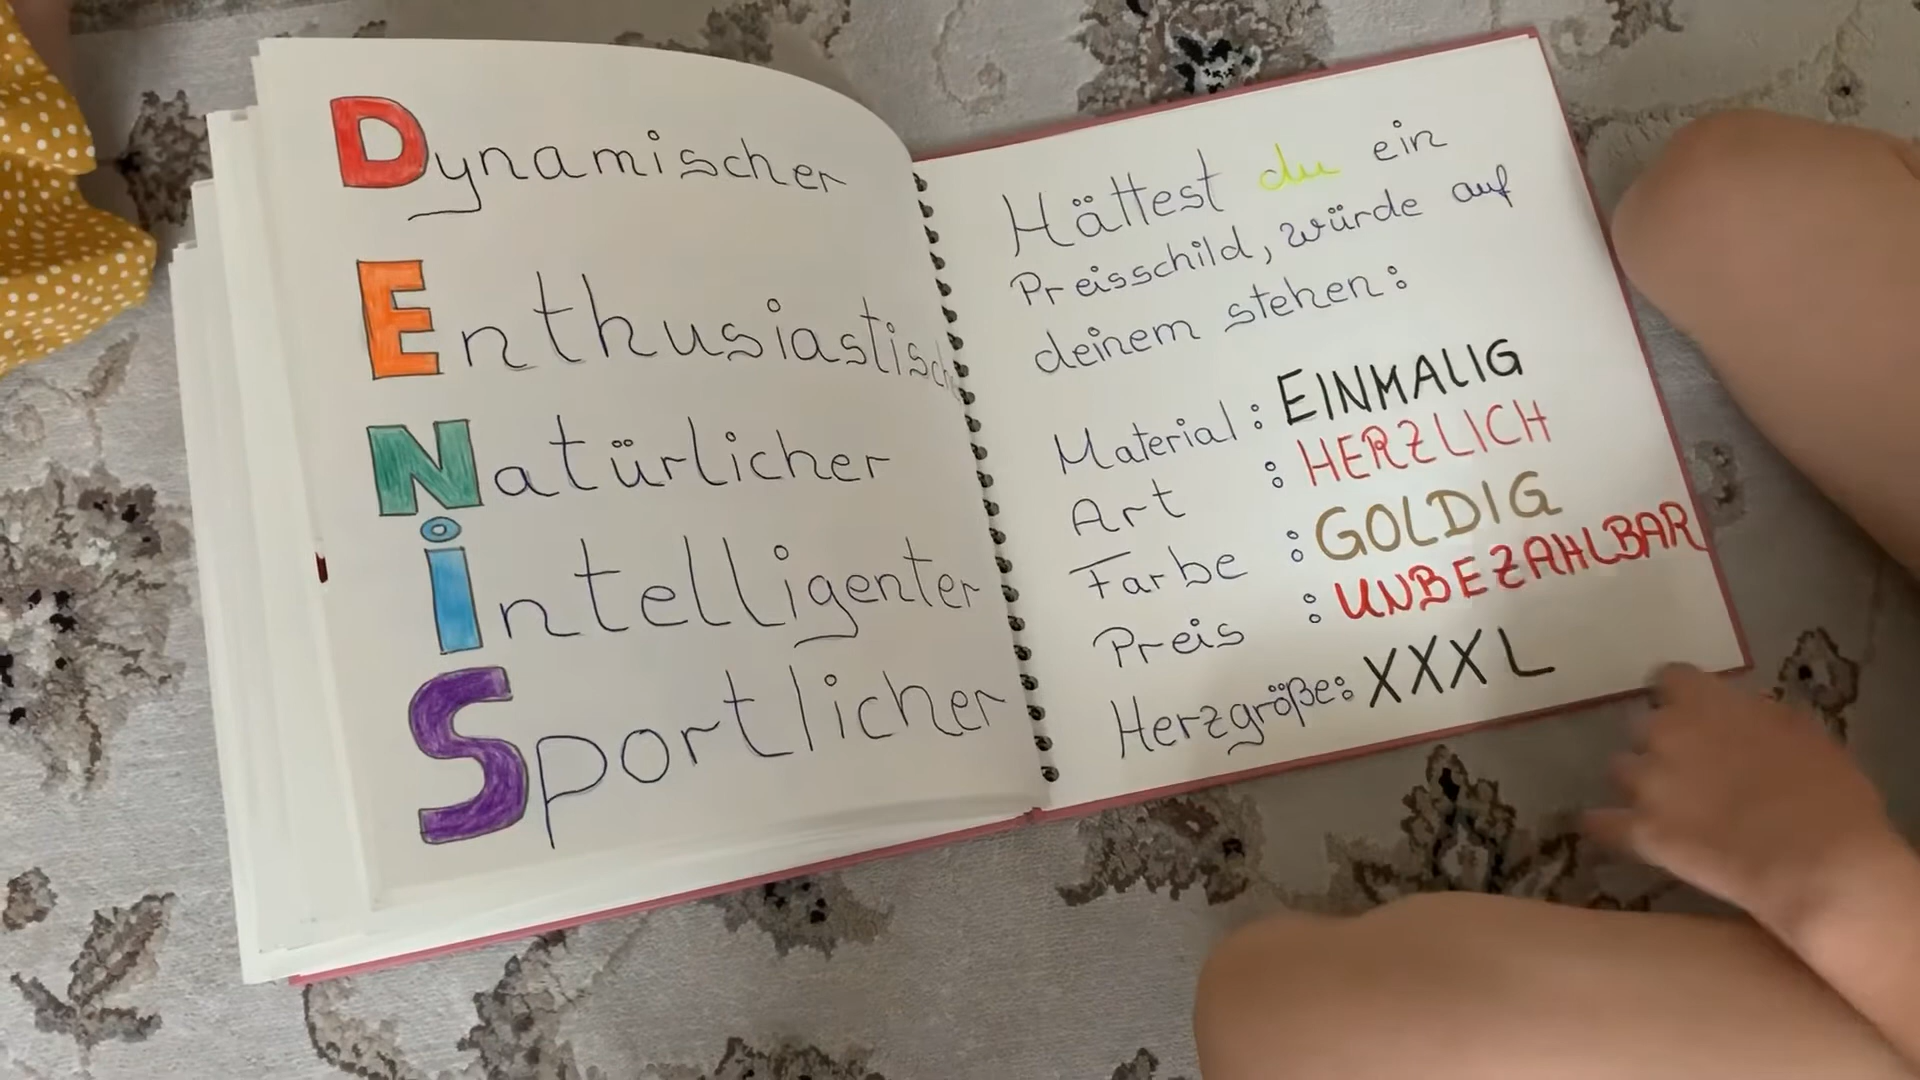 Dynamischer
Enthusiastisch
Natürlicher
intelligenter
Sportlicher
Hättest du ein
Preisschild, würde auf
deinem stehen:
Material: EINMALIG
Art : HERZLICH
Farbe : GOLDIG
Preis : UNBEZAHLBAR
Herzgröße: XXXL